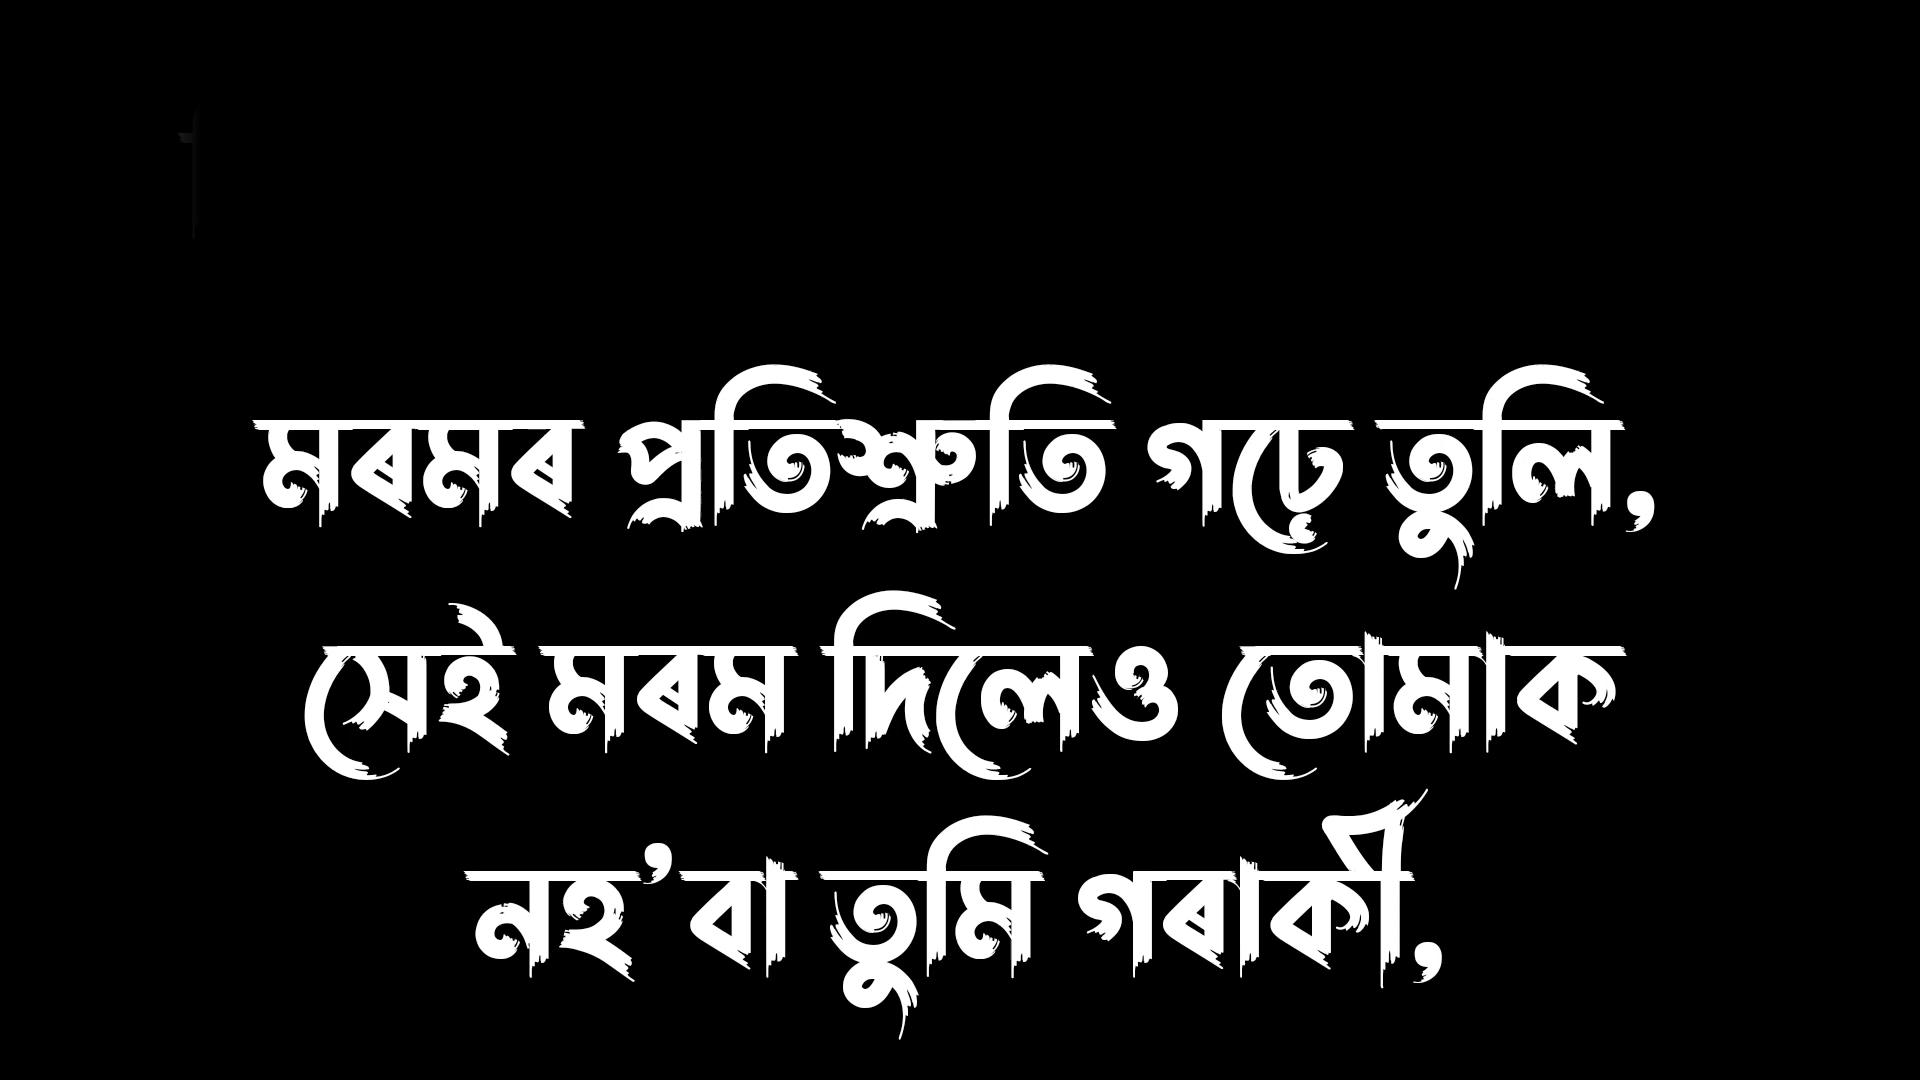 মৰমৰ প্ৰতিশ্ৰুতি গঢ়ে তুলি,
সেই মৰম দিলেও তোমাক
নহ’বা তুমি গৰাকী,